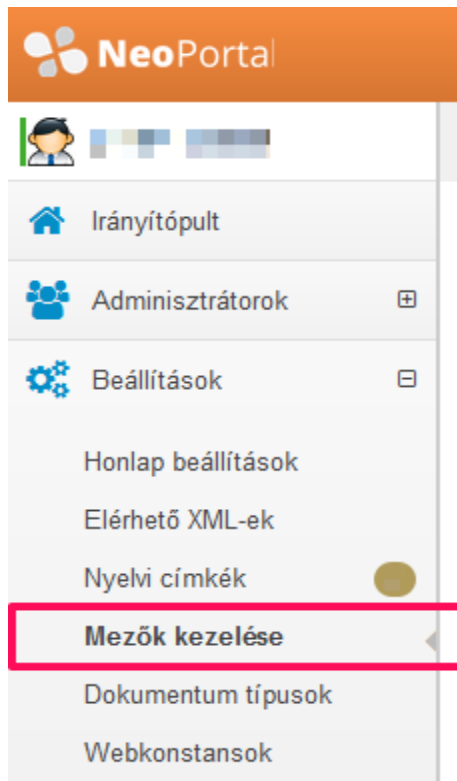 NeoPortal
Irányítópult
Adminisztrátorok
Beállítások
Honlap beállítások
Elérhető XML-ek
Nyelvi címkék
Mezők kezelése
Dokumentum típusok
Webkonstansok